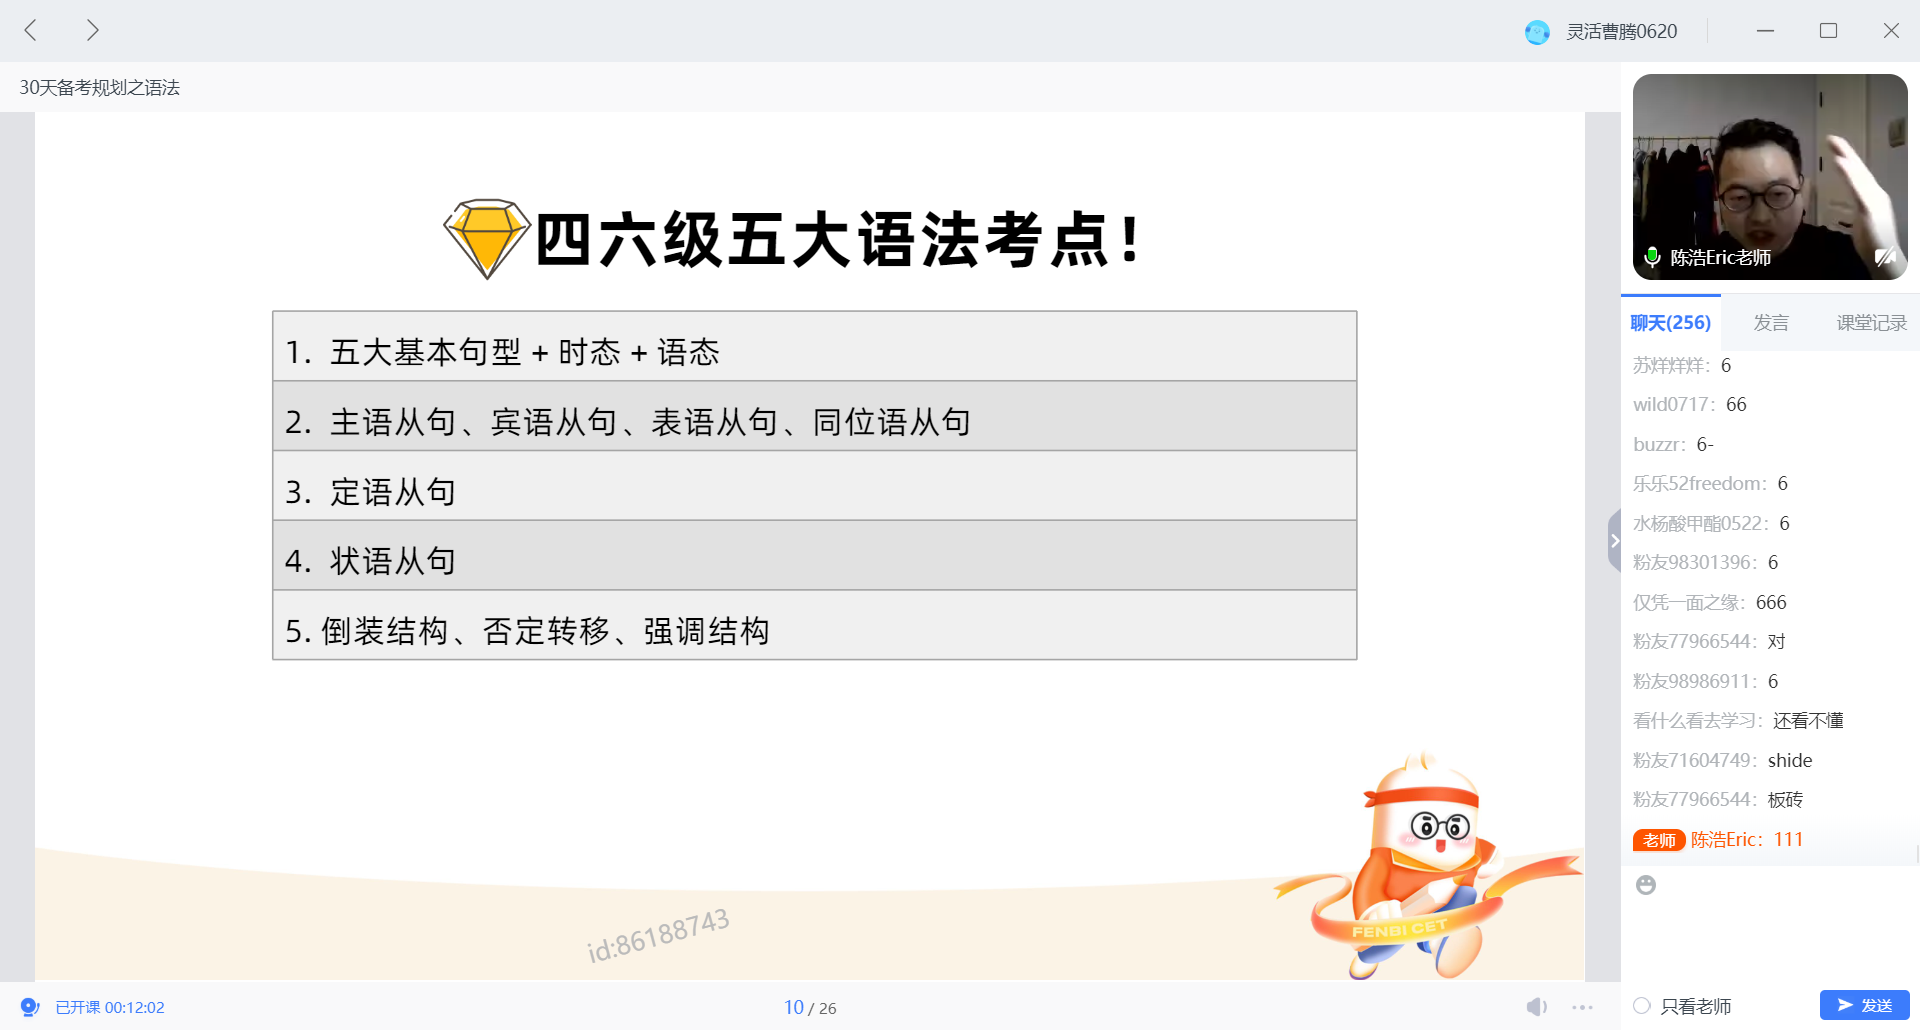 灵活曹腾0620
30天备考规划之语法
四六级五大语法考点！
1. 五大基本句型 + 时态 + 语态
2. 主语从句、宾语从句、表语从句、同位语从句
3. 定语从句
4. 状语从句
5. 倒装结构、否定转移、强调结构
FENBI CET
id:86188743
已开课 00:12:02
10 / 26
陈浩Eric老师
聊天(256)
发言
课堂记录
苏烊烊烊： 6
wild0717： 66
buzzr： 6-
乐乐52freedom： 6
水杨酸甲酯0522： 6
粉友98301396： 6
仅凭一面之缘： 666
粉友77966544： 对
粉友98986911： 6
看什么看去学习： 还看不懂
粉友71604749： shide
粉友77966544： 板砖
老师 陈浩Eric： 111
只看老师
发送